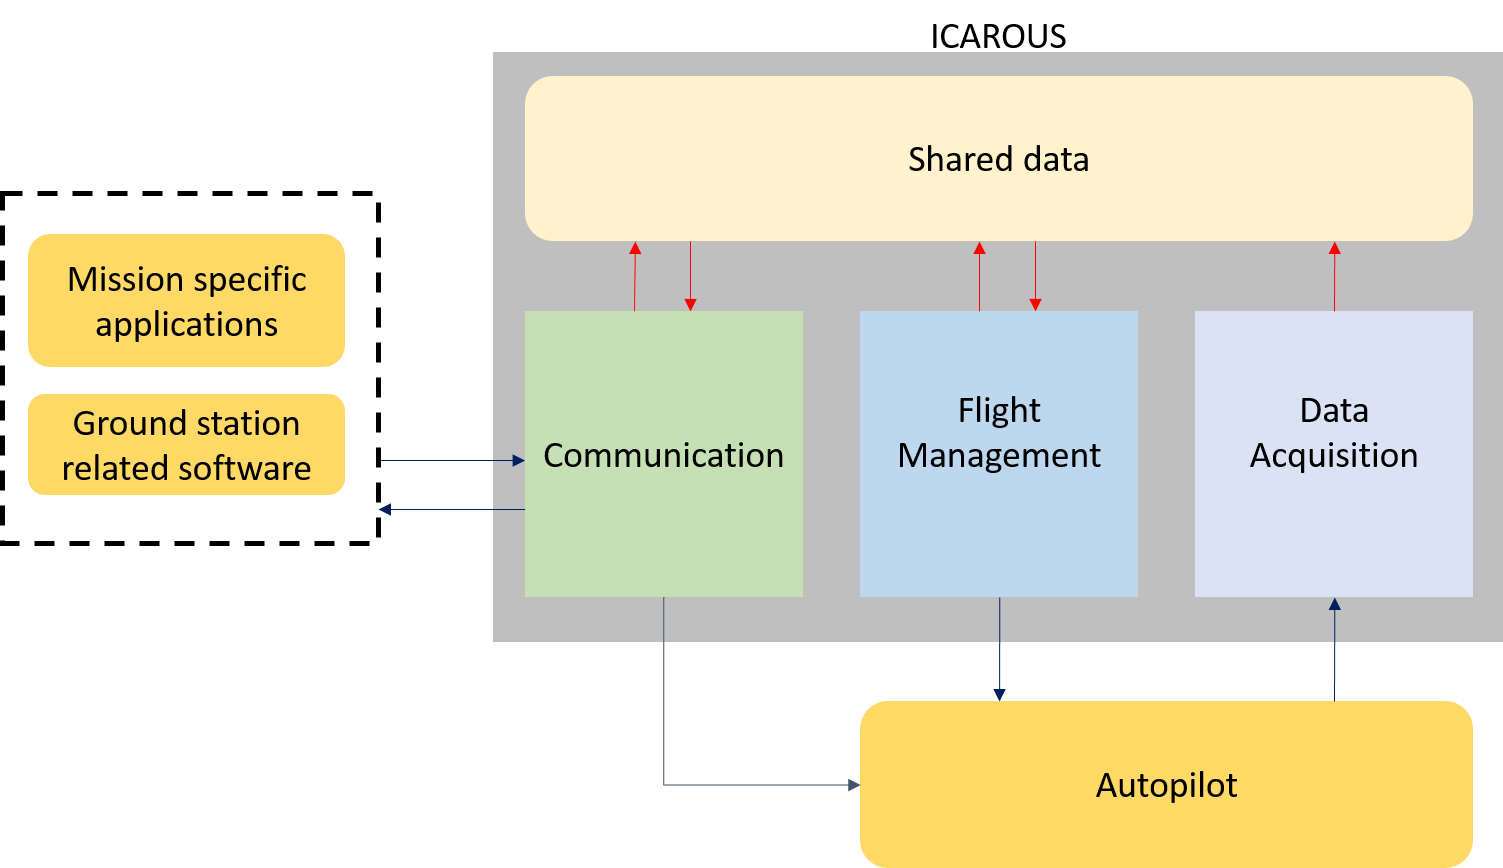 ICAROUS
Shared data
Mission specific
applications
Ground station
related software
Communication
Flight
Management
Data
Acquisition
Autopilot